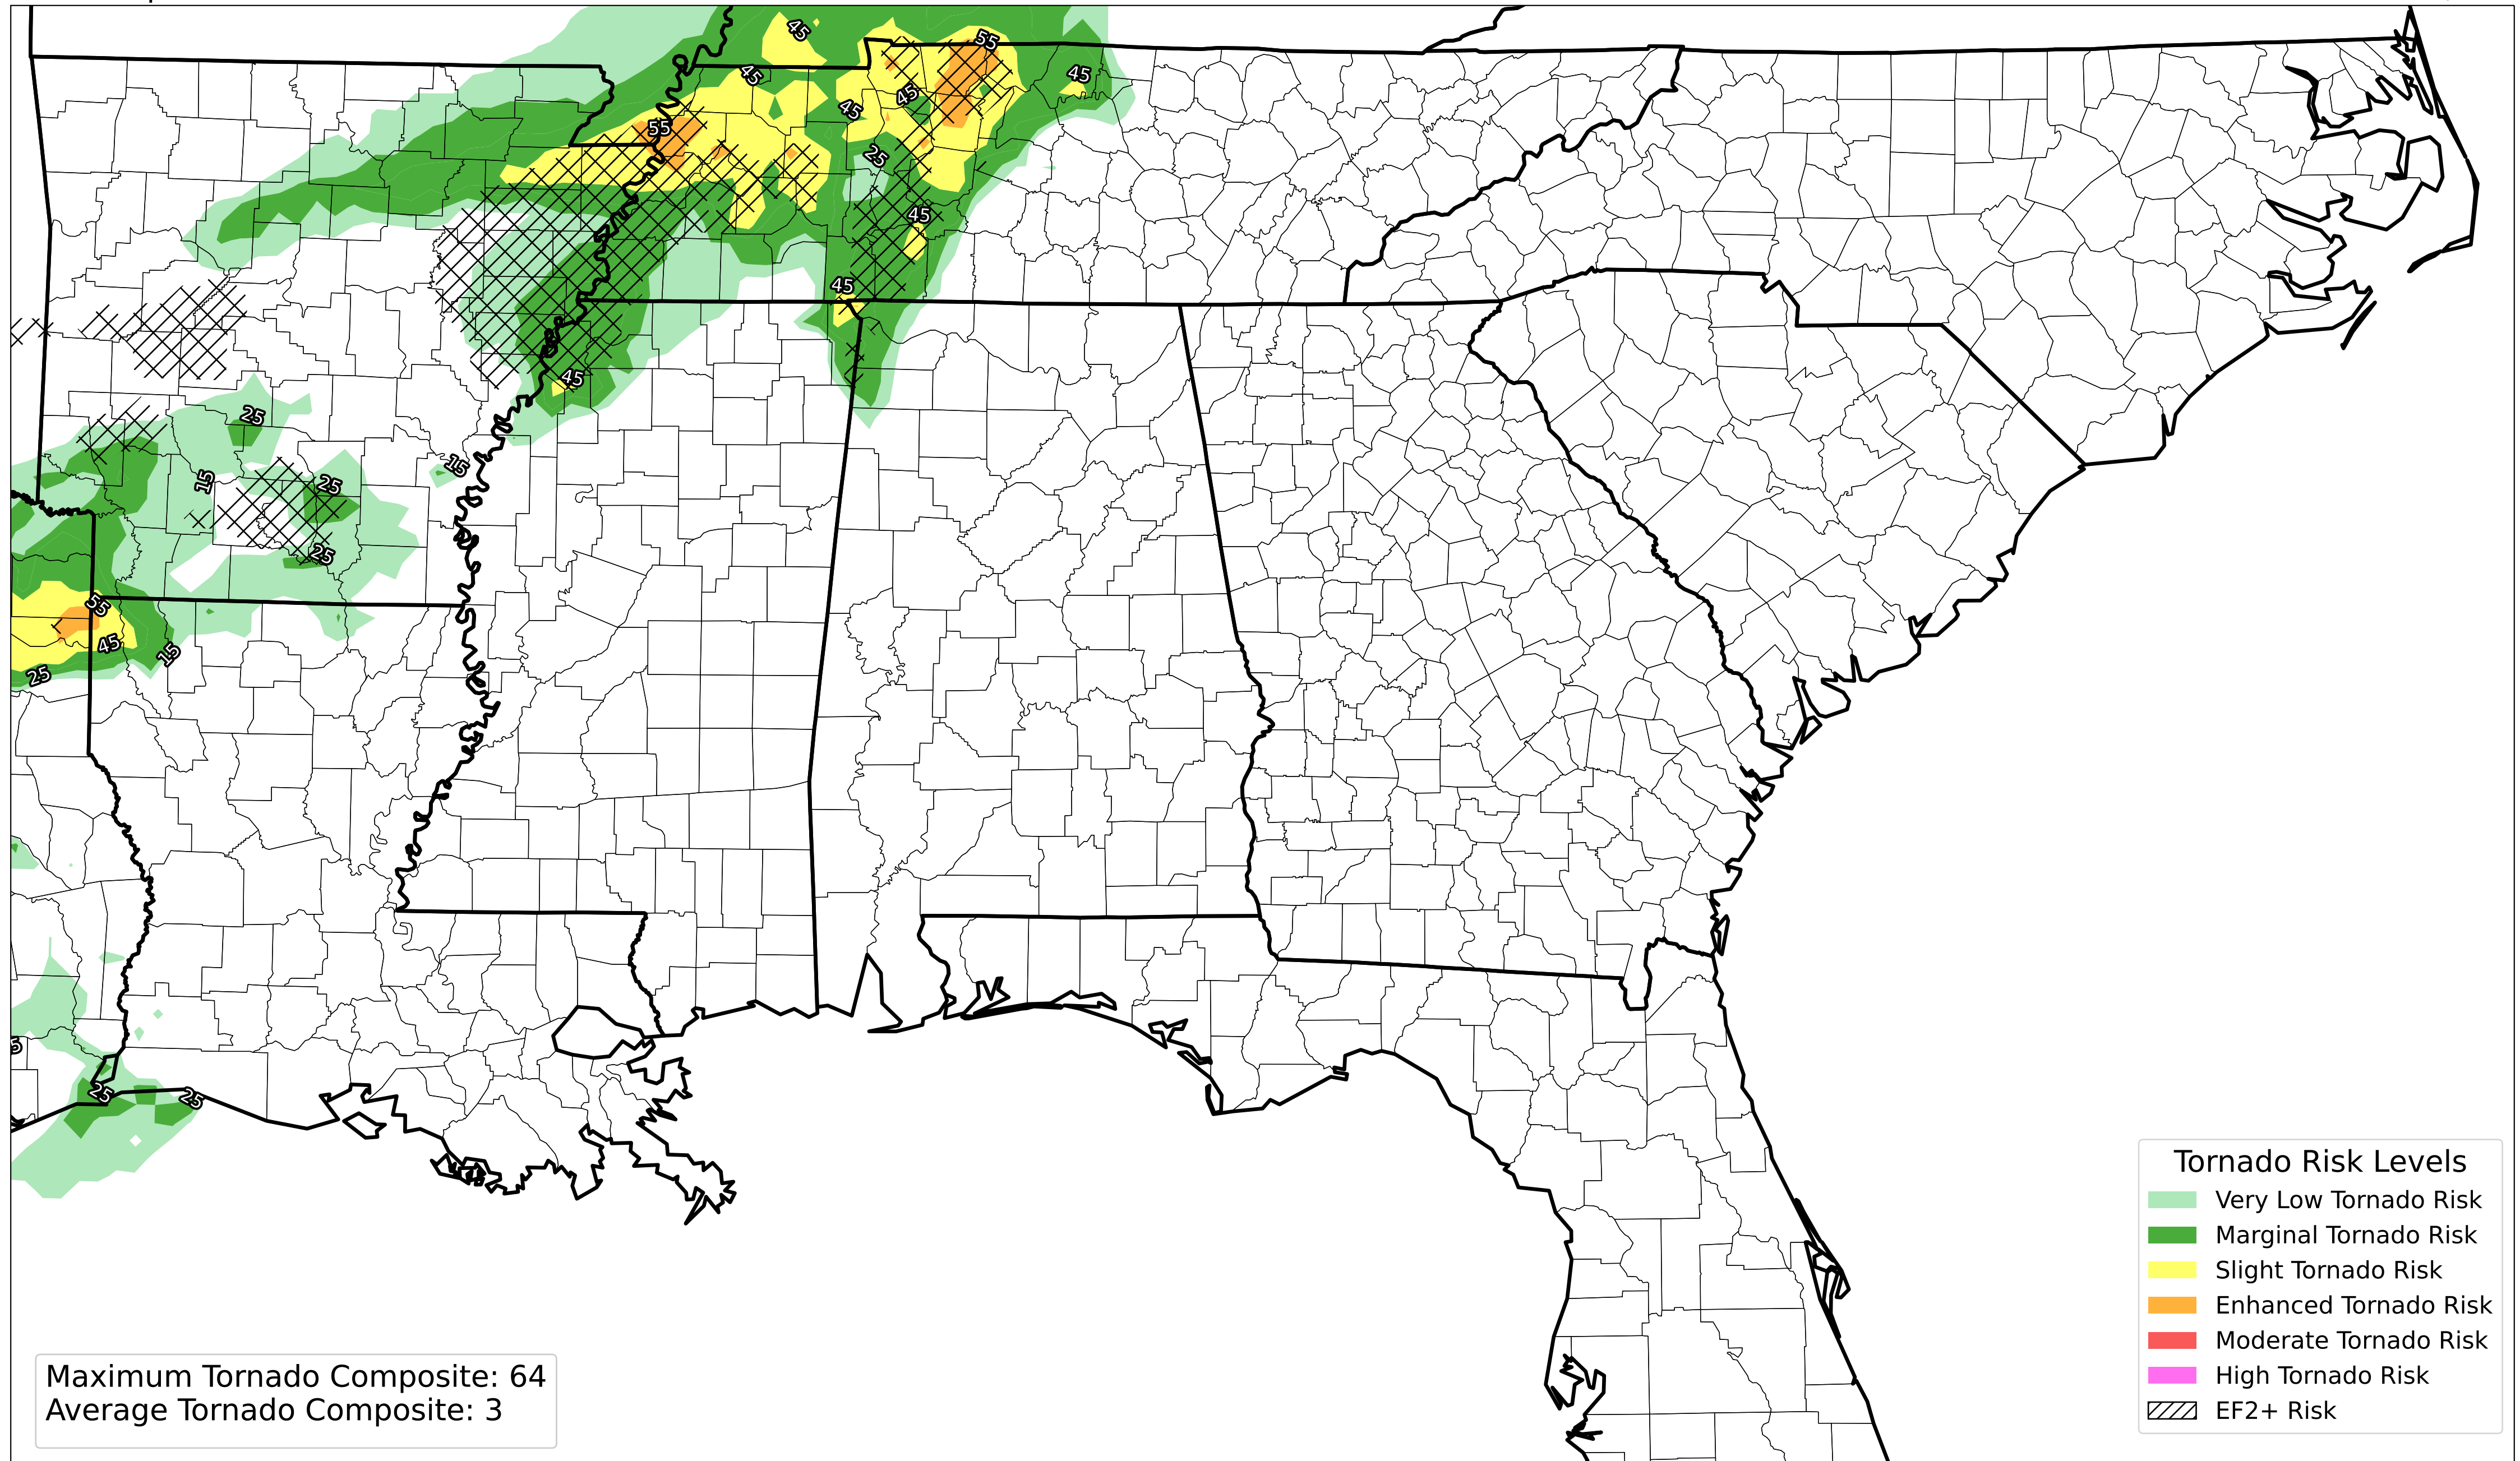 45
55
45
45
45
45
55
25
45
45
45
25
15
15
25
25
55
45
15
25
5
25
25
Tornado Risk Levels
Very Low Tornado Risk
Marginal Tornado Risk
Slight Tornado Risk
Enhanced Tornado Risk
Moderate Tornado Risk
High Tornado Risk
EF2+ Risk
Maximum Tornado Composite: 64
Average Tornado Composite: 3